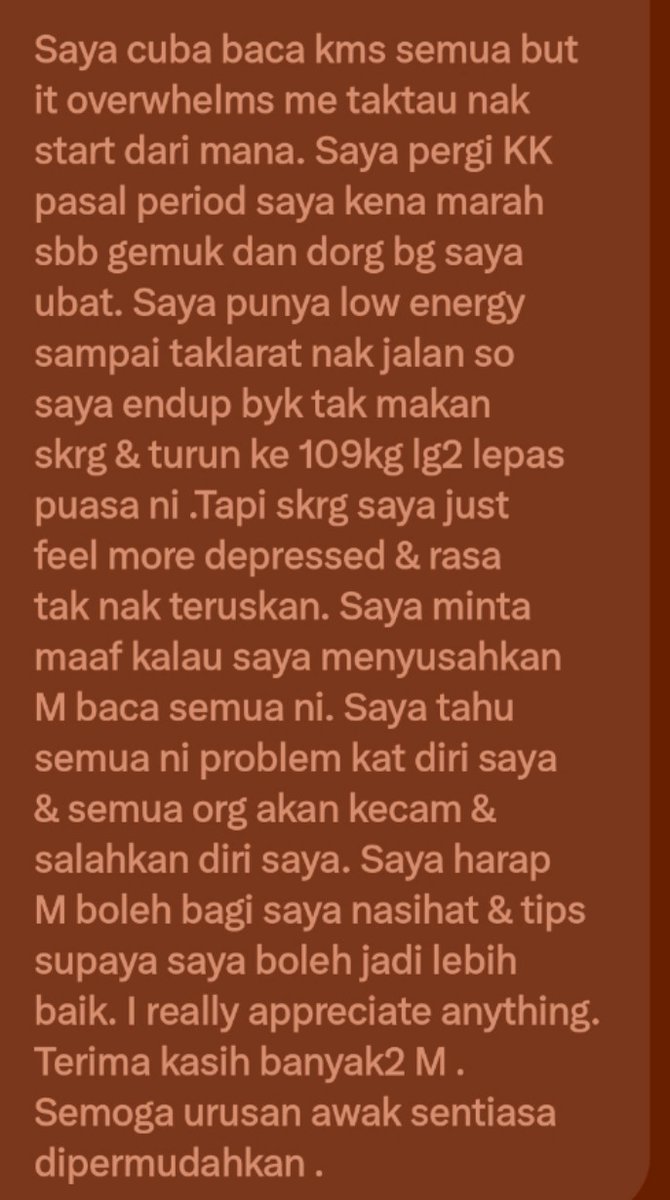 Saya cuba baca kms semua but
it overwhelms me taktau nak
start dari mana. Saya pergi KK
pasal period saya kena marah
sbb gemuk dan dorg bg saya
ubat. Saya punya low energy
sampai taklarat nak jalan so
saya endup byk tak makan
skrg & turun ke 109kg lg2 lepas
puasa ni .Tapi skrg saya just
feel more depressed & rasa
tak nak teruskan. Saya minta
maaf kalau saya menyusahkan
M baca semua ni. Saya tahu
semua ni problem kat diri saya
& semua org akan kecam &
salahkan diri saya. Saya harap
M boleh bagi saya nasihat & tips
supaya saya boleh jadi lebih
baik. I really appreciate anything.
Terima kasih banyak2 M .
Semoga urusan awak sentiasa
dipermudahkan .